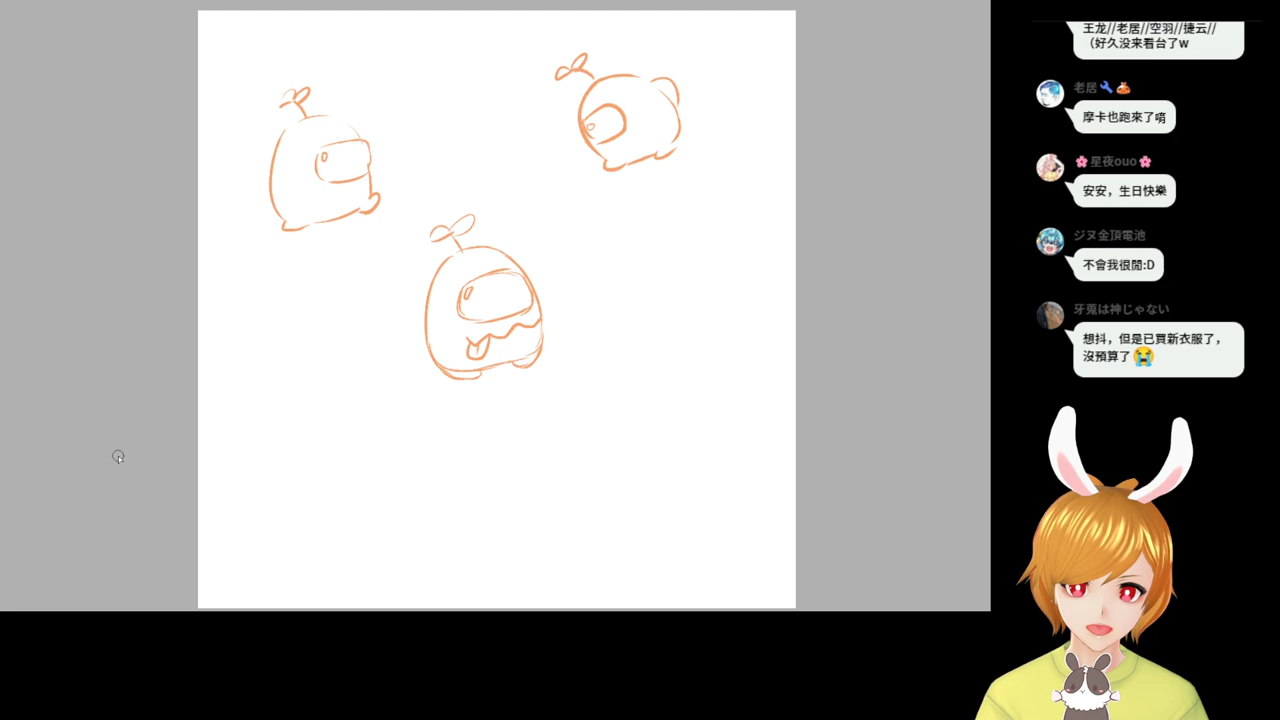 王龙//老居//空羽//捷云//
（好久没来看台了w
老居🔧
摩卡也跑來了唷
🌸星夜ouo🌸
安安，生日快樂
ジヌ金頂電池
不會我很閒:D
牙蒐は神じゃない
想抖，但是已買新衣服了，
沒預算了😭